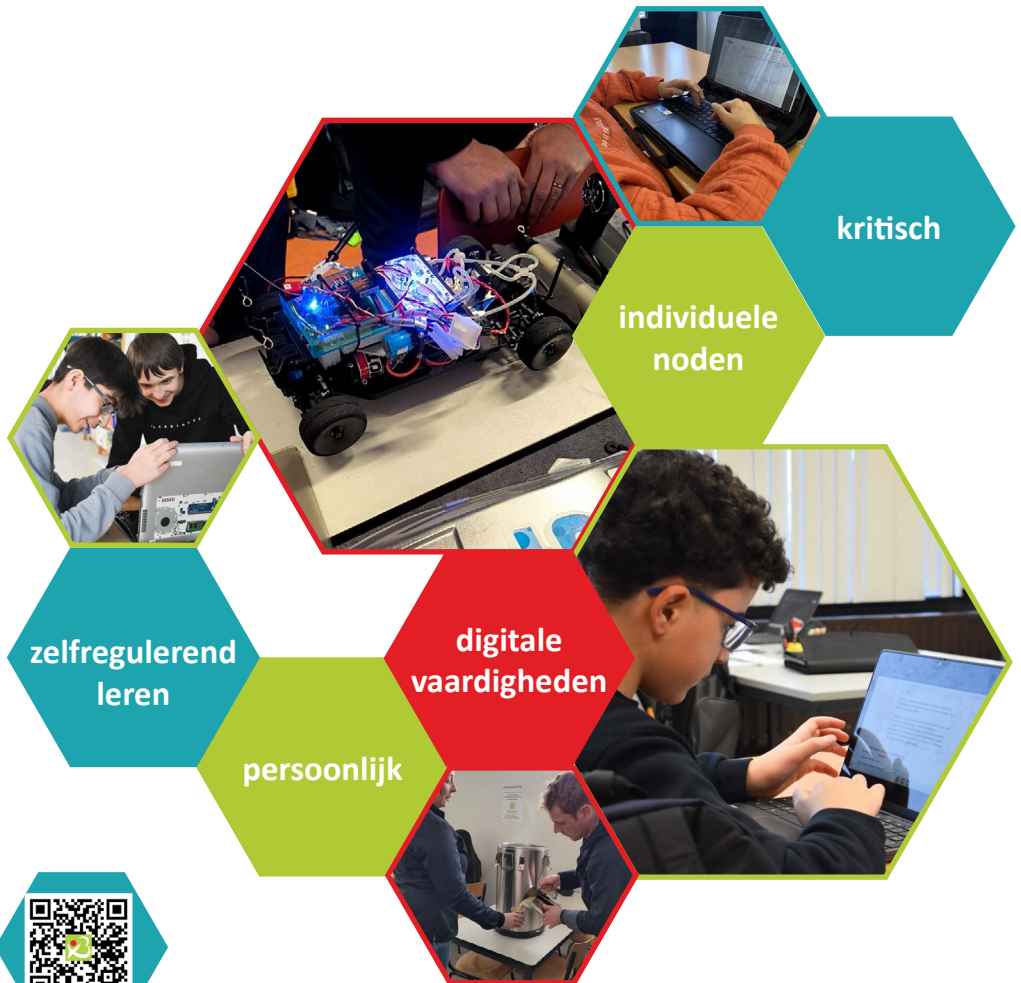 kritisch
individuele
noden
zelfregulerend
leren
digitale
vaardigheden
persoonlijk